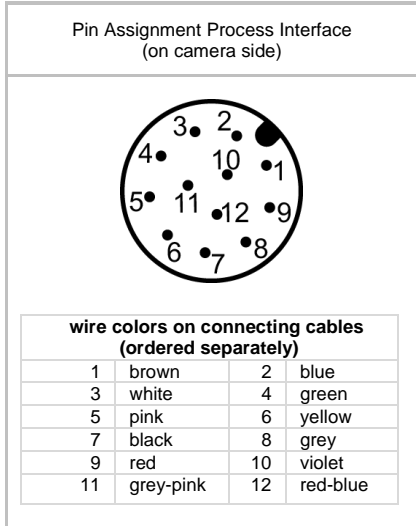 Pin Assignment Process Interface
(on camera side)
3 2
4 10 1
5 11 12 9
6 7 8
wire colors on connecting cables
(ordered separately)
1 brown 2 blue
3 white 4 green
5 pink 6 yellow
7 black 8 grey
9 red 10 violet
11 grey-pink 12 red-blue